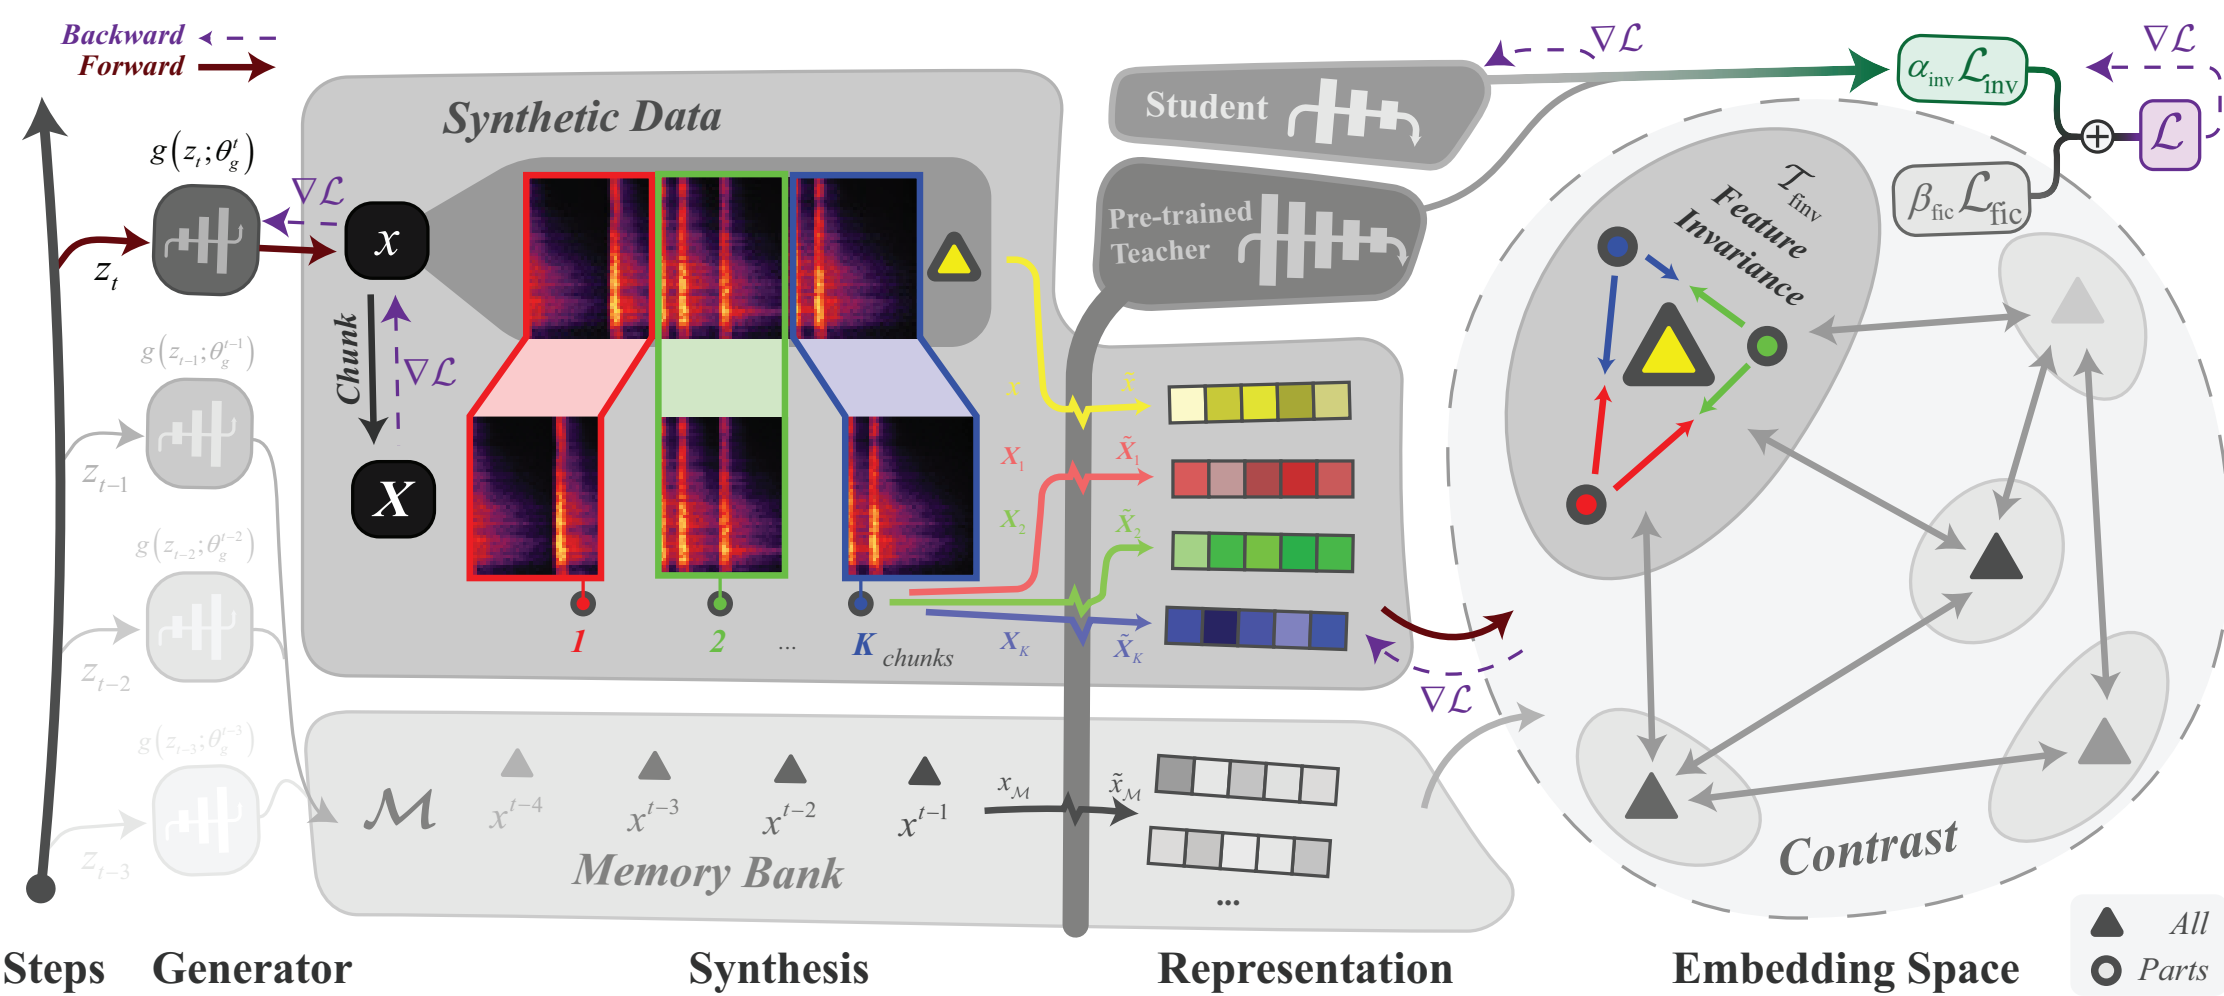 Backward
Forward
∇ℒ
∇ℒ
Synthetic Data
Student
α_inv ℒ_inv
ℒ
g(z_t; θ_g^t)
∇ℒ
x
z_t
Pre-trained
Teacher
𝒯_finv
Feature
Invariance
β_fic ℒ_fic
Chunk
∇ℒ
g(z_{t-1}; θ_g^{t-1})
z_{t-1}
X
x
x̃
X_1
X̃_1
X_2
X̃_2
g(z_{t-2}; θ_g^{t-2})
z_{t-2}
1
2
...
K chunks
X_K
X̃_K
∇ℒ
g(z_{t-3}; θ_g^{t-3})
z_{t-3}
ℳ
x^{t-4}
x^{t-3}
x^{t-2}
x^{t-1}
x_ℳ
x̃_ℳ
Memory Bank
...
Contrast
All
Parts
Steps
Generator
Synthesis
Representation
Embedding Space